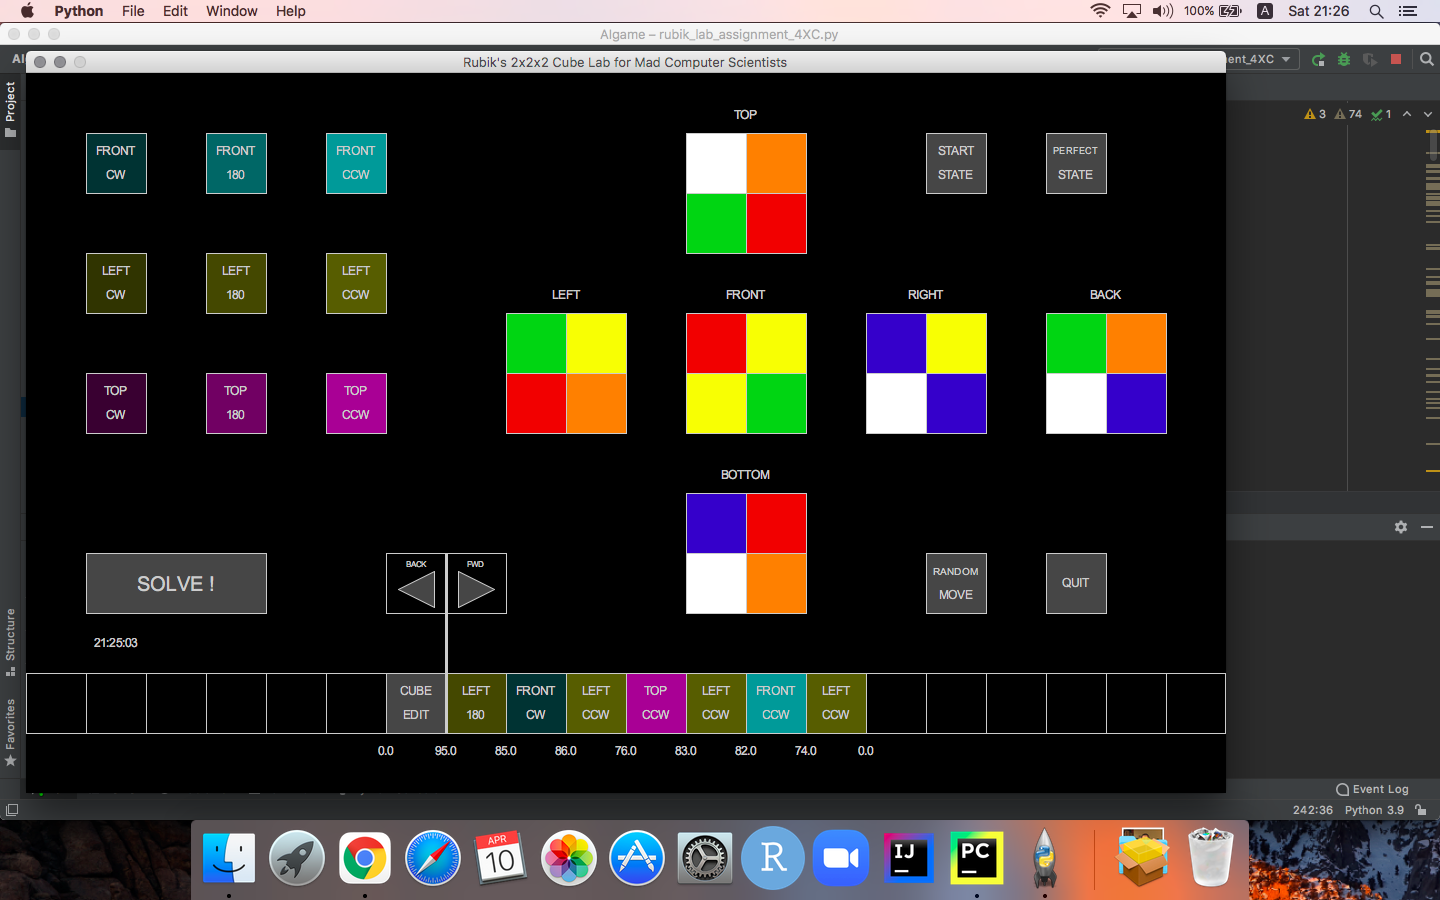 Python File Edit Window Help 100% A Sat 21:26
AIgame – rubik_lab_assignment_4XC.py
Rubik's 2x2x2 Cube Lab for Mad Computer Scientists
AI
ent_4XC
Project
3 74 1
TOP
FRONT CW
FRONT 180
FRONT CCW
START STATE
PERFECT STATE
LEFT CW
LEFT 180
LEFT CCW
LEFT FRONT RIGHT BACK
TOP CW
TOP 180
TOP CCW
BOTTOM
SOLVE !
BACK FWD
RANDOM MOVE
QUIT
21:25:03
CUBE EDIT
LEFT 180
FRONT CW
LEFT CCW
TOP CCW
LEFT CCW
FRONT CCW
LEFT CCW
0.0 95.0 85.0 86.0 76.0 83.0 82.0 74.0 0.0
Structure
Favorites
Event Log
242:36 Python 3.9
APR
10
R
IJ
PC